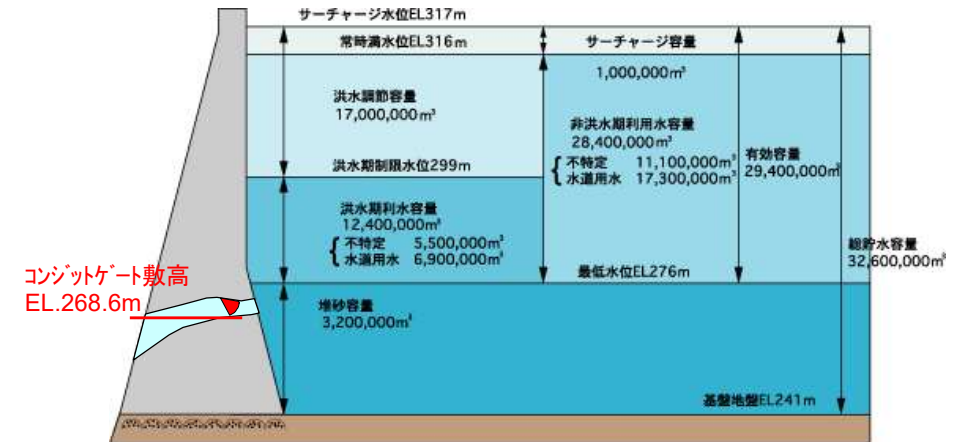 サーチャージ水位EL317m
常時満水位EL316m
サーチャージ容量
1,000,000㎥
洪水調節容量
17,000,000㎥
非洪水期利用水容量
28,400,000㎥
{ 不特定 11,100,000㎥
水道用水 17,300,000㎥
有効容量
29,400,000㎥
洪水期制限水位299m
洪水期利水容量
12,400,000㎥
{ 不特定 5,500,000㎥
水道用水 6,900,000㎥
総貯水容量
32,600,000㎥
最低水位EL276m
コンジットゲート敷高
EL.268.6m
堆砂容量
3,200,000㎥
基盤地盤EL241m